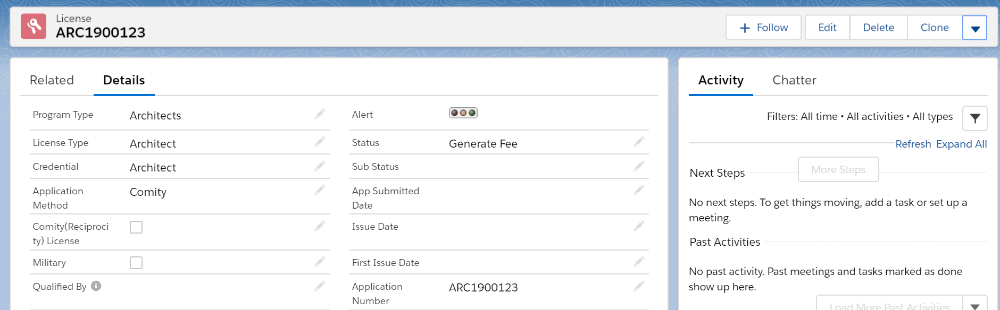 License
ARC1900123
Follow
Edit
Delete
Clone
Related
Details
Program Type
Architects
License Type
Architect
Credential
Architect
Application
Method
Comity
Comity(Reciproci
ty) License
Military
Qualified By
Alert
Status
Generate Fee
Sub Status
App Submitted
Date
Issue Date
First Issue Date
Application
Number
ARC1900123
Activity
Chatter
Filters: All time • All activities • All types
Refresh Expand All
Next Steps
More Steps
No next steps. To get things moving, add a task or set up a
meeting.
Past Activities
No past activity. Past meetings and tasks marked as done
show up here.
Load More Past Activities